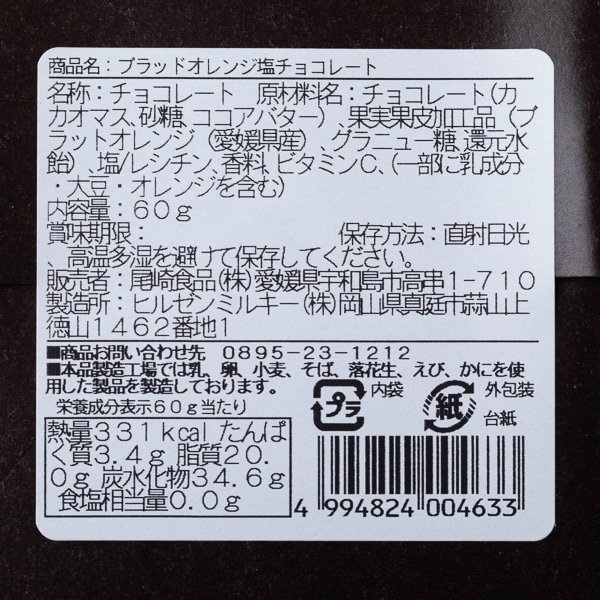 商品名：ブラッドオレンジ塩チョコレート
名称：チョコレート　原材料名：チョコレート（カ
カオマス、砂糖、ココアバター）、果実果皮加工品（ブ
ラットオレンジ（愛媛県産）、グラニュー糖、還元水
飴）、塩/レシチン、香料、ビタミンC、（一部に乳成分
・大豆・オレンジを含む）
内容量：60g
賞味期限：　保存方法：直射日光
、高温多湿を避けて保存してください。
販売者：尾崎食品（株）愛媛県宇和島市高串1-710
製造所：ヒルゼンミルキー（株）岡山県真庭市蒜山上
徳山1462番地1
■商品お問い合わせ先　0895-23-1212
■本品製造工場では乳、卵、小麦、そば、落花生、えび、かにを使
用した製品を製造しております。
栄養成分表示60g当たり
熱量331kcal たんぱ
く質3.4g 脂質20.
0g 炭水化物34.6g
食塩相当量0.0g
プラ 内袋
紙 外包装
台紙
4 994824 004633